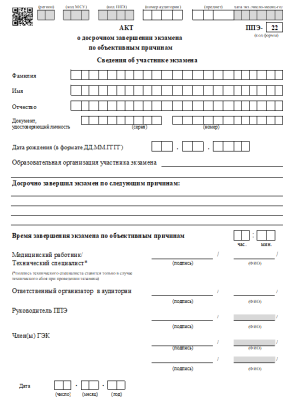 (регион) (код МСУ) (код ППЭ) (номер аудитории) (предмет)
АКТ ППЭ- 22
о досрочном завершении экзамена (код формы)
по объективным причинам
Сведения об участнике экзамена
Фамилия
Имя
Отчество
Документ,
удостоверяющий личность (серия) (номер)
Дата рождения (в формате ДД.ММ.ГГГГ) . .
Образовательная организация участника экзамена
Досрочно завершил экзамен по следующим причинам:
Время завершения экзамена по объективным причинам :
час. мин.
Медицинский работник/ /
Технический специалист* (подпись) (ФИО)
Ответственный организатор в аудитории /
(подпись) (ФИО)
Руководитель ППЭ /
(подпись) (ФИО)
Член(ы) ГЭК /
(подпись) (ФИО)
/
(подпись) (ФИО)
Дата . .
(число) (месяц) (год)